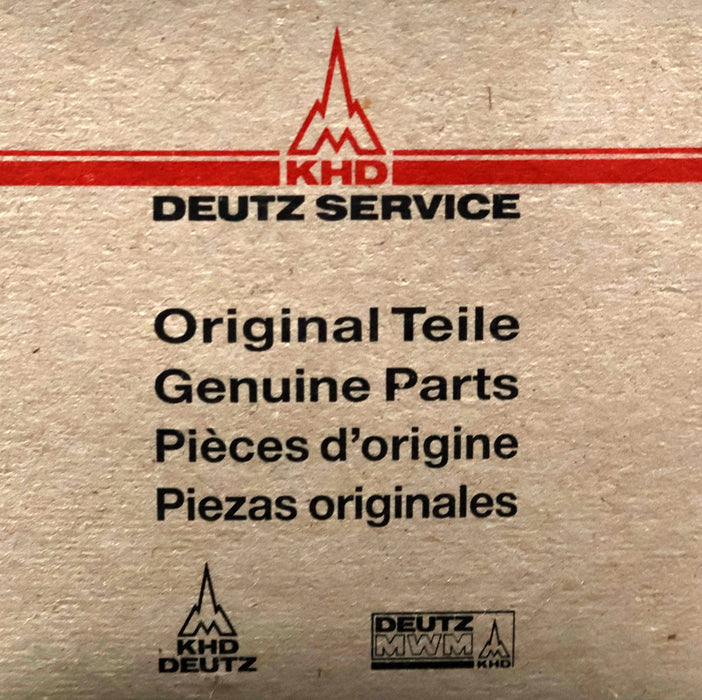 KHD
DEUTZ SERVICE
Original Teile
Genuine Parts
Pièces d'origine
Piezas originales
KHD
DEUTZ
DEUTZ
MWM
KHD